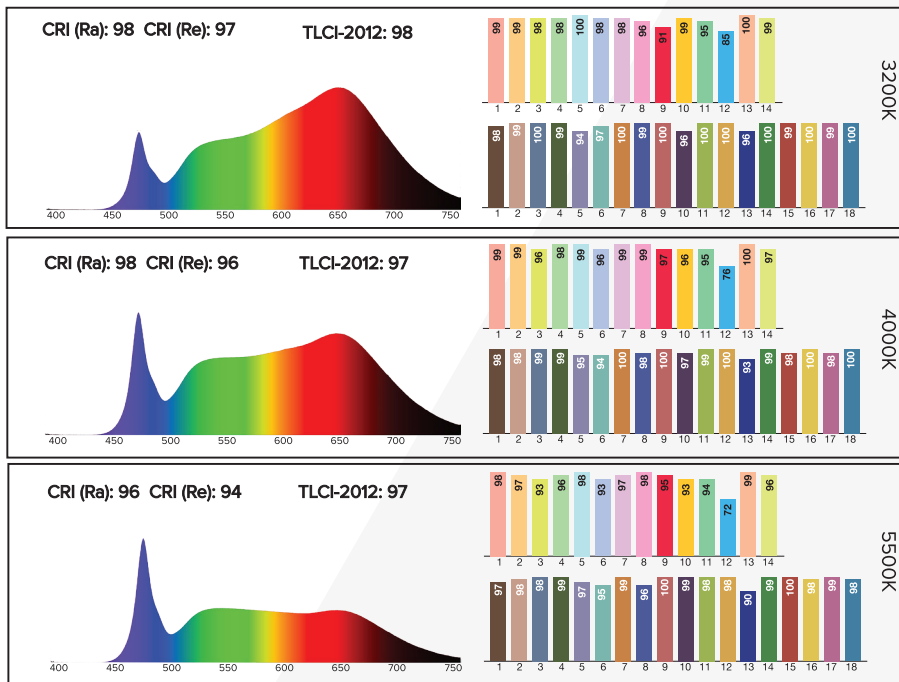 CRI (Ra): 98 CRI (Re): 97 TLCI-2012: 98
99 99 98 98 100 98 98 96 91 99 95 85 100 99
1 2 3 4 5 6 7 8 9 10 11 12 13 14
98 99 100 99 94 97 100 99 100 96 100 100 96 100 99 100 99 100
1 2 3 4 5 6 7 8 9 10 11 12 13 14 15 16 17 18
400 450 500 550 600 650 700 750
3200K
CRI (Ra): 98 CRI (Re): 96 TLCI-2012: 97
99 99 96 98 99 96 99 99 97 96 95 76 100 97
1 2 3 4 5 6 7 8 9 10 11 12 13 14
98 98 99 99 95 94 100 98 100 97 99 100 93 99 98 100 98 100
1 2 3 4 5 6 7 8 9 10 11 12 13 14 15 16 17 18
400 450 500 550 600 650 700 750
4000K
CRI (Ra): 96 CRI (Re): 94 TLCI-2012: 97
98 97 93 96 98 93 97 98 95 93 94 72 99 96
1 2 3 4 5 6 7 8 9 10 11 12 13 14
97 98 98 99 97 95 99 96 100 99 98 98 90 99 100 98 99 98
1 2 3 4 5 6 7 8 9 10 11 12 13 14 15 16 17 18
400 450 500 550 600 650 700 750
5500K